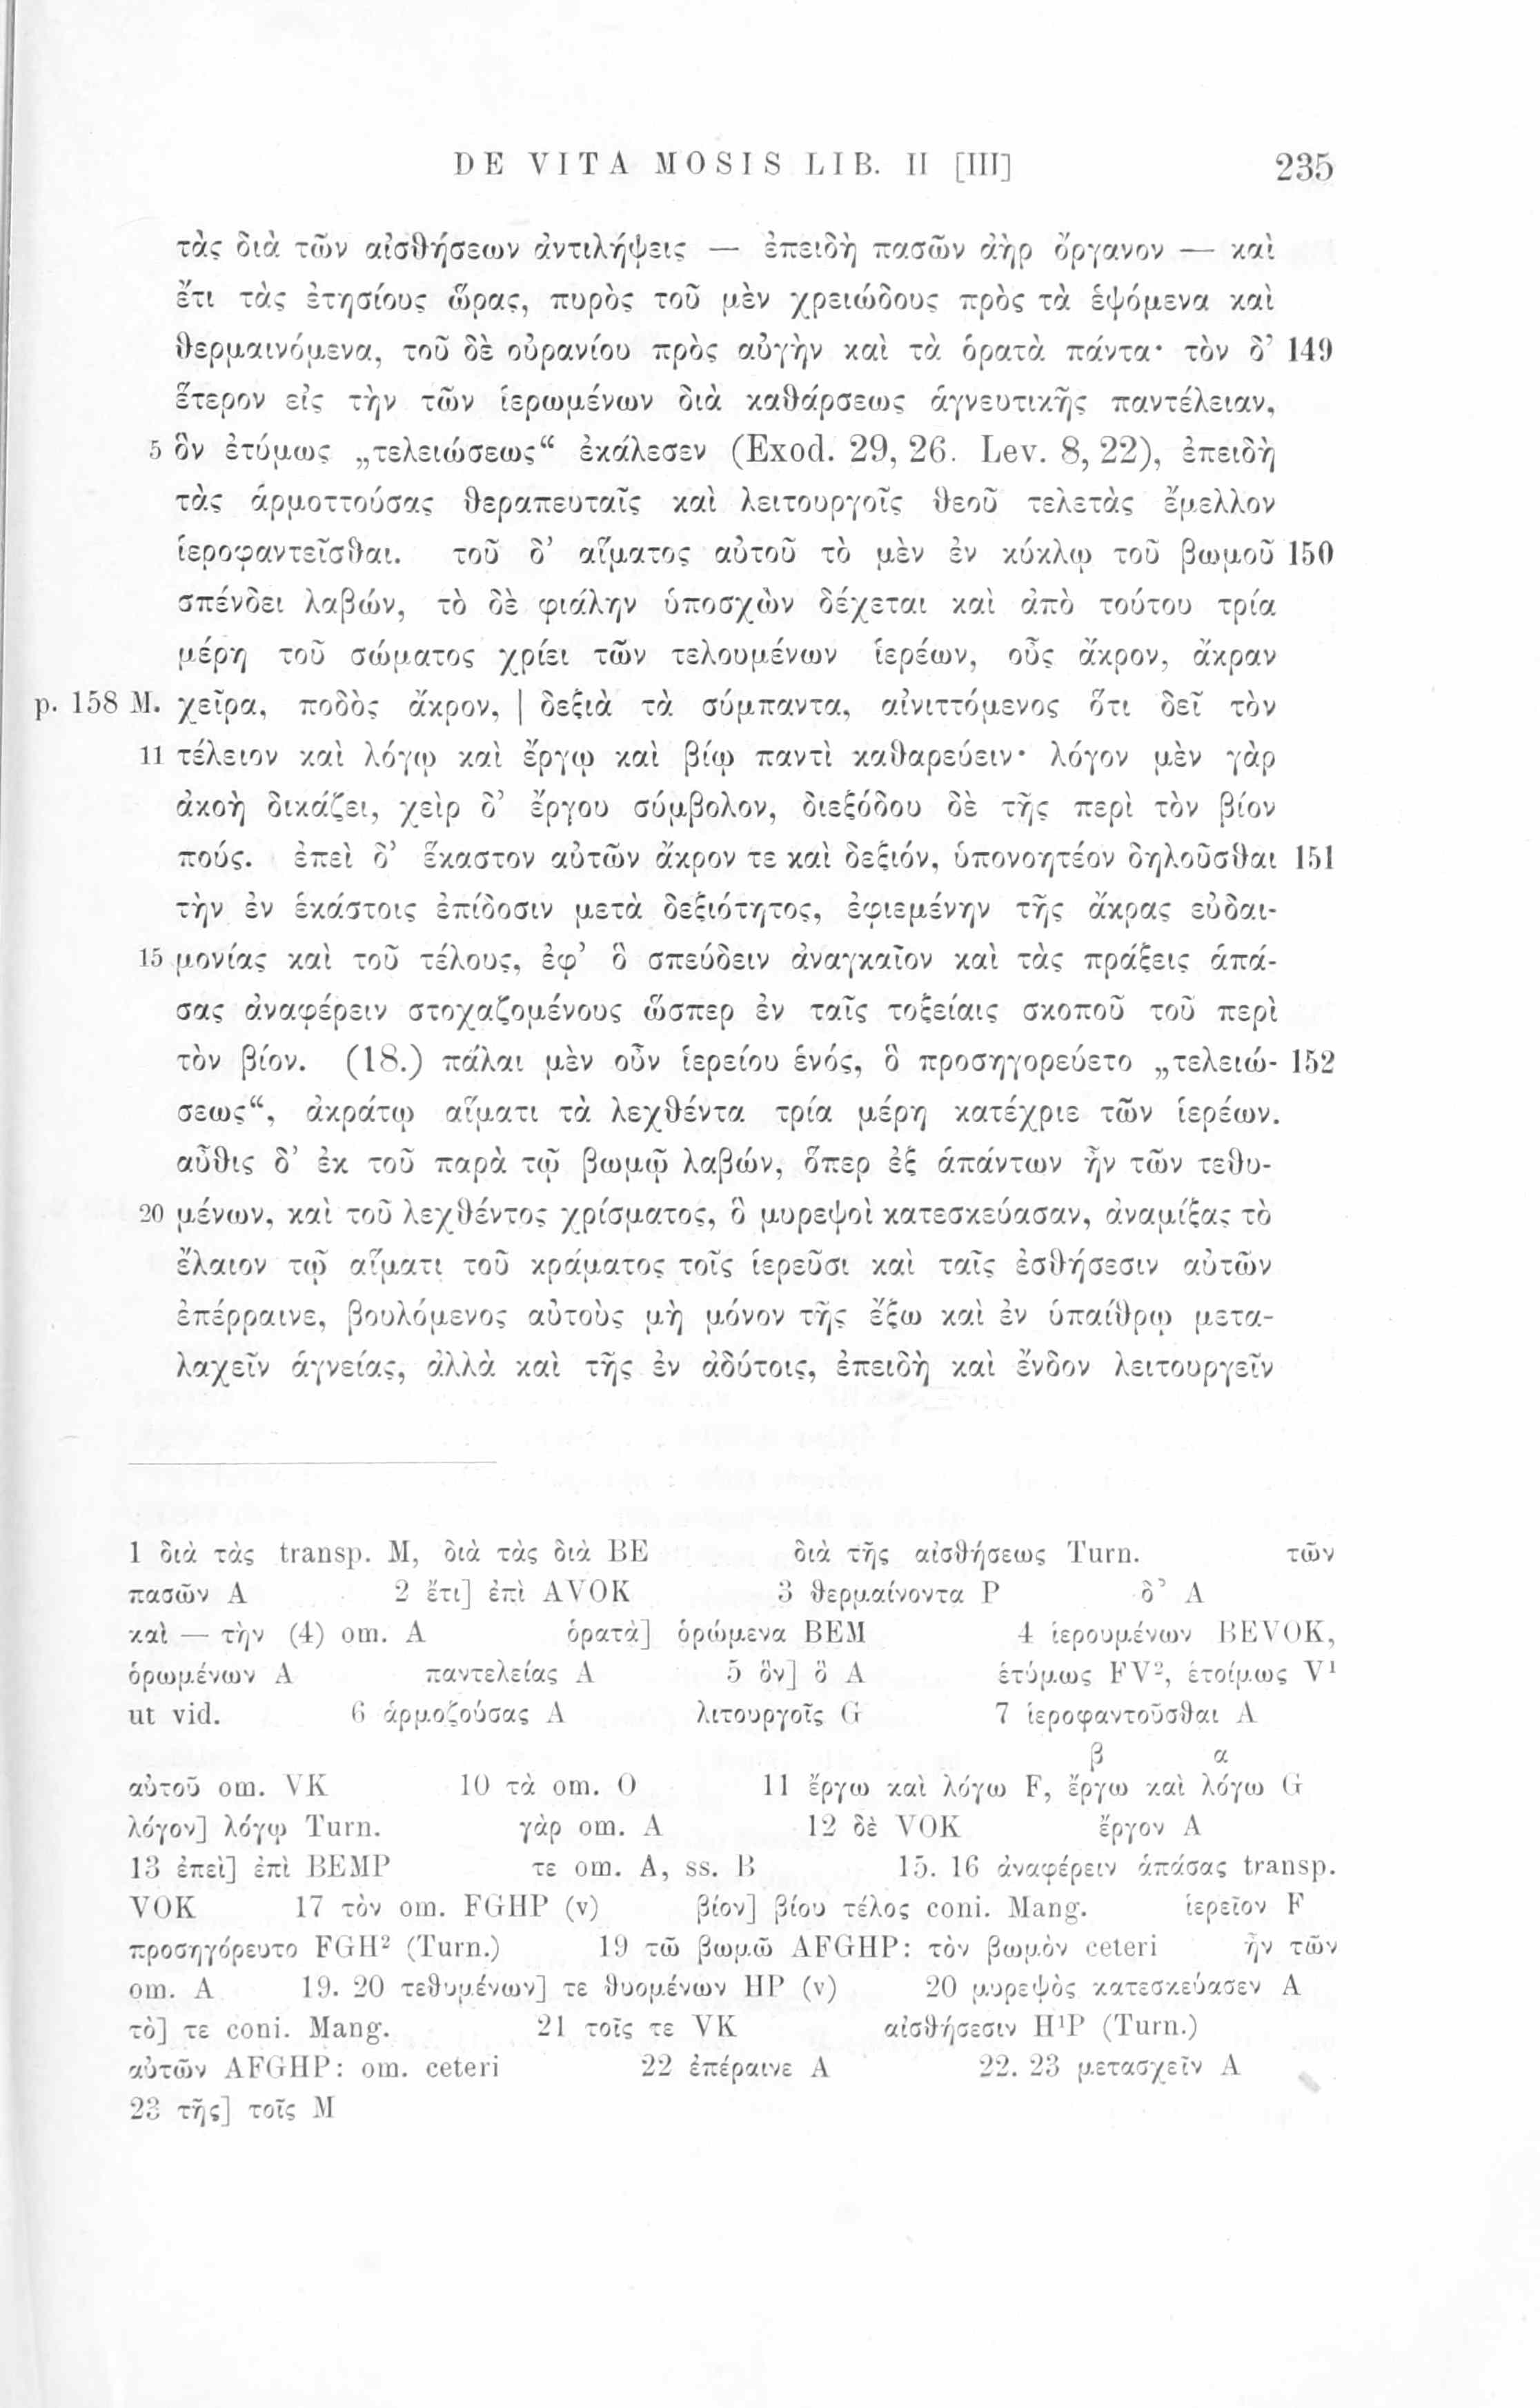 DE VITA MOSIS LIB. II [III] 235
τὰς διὰ τῶν αἰσθήσεων ἀντιλήψεις — ἐπειδὴ πασῶν ἀὴρ ὄργανον — καὶ
ἔτι τὰς ἐτησίους ὥρας, πυρὸς τοῦ μὲν χρειώδους πρὸς τὰ ἑψόμενα καὶ
θερμαινόμενα, τοῦ δὲ οὐρανίου πρὸς αὐγὴν καὶ τὰ ὁρατὰ πάντα· τὸν δ’ 149
ἕτερον εἰς τὴν τῶν ἱερωμένων διὰ καθάρσεως ἁγνευτικῆς παντέλειαν,
5 ὃν ἐτύμως „τελειώσεως“ ἐκάλεσεν (Exod. 29, 26. Lev. 8, 22), ἐπειδὴ
τὰς ἁρμοττούσας θεραπευταῖς καὶ λειτουργοῖς θεοῦ τελετὰς ἔμελλον
ἱεροφαντεῖσθαι. τοῦ δ’ αἵματος αὐτοῦ τὸ μὲν ἐν κύκλῳ τοῦ βωμοῦ 150
σπένδει λαβών, τὸ δὲ φιάλην ὑποσχὼν δέχεται καὶ ἀπὸ τούτου τρία
μέρη τοῦ σώματος χρίει τῶν τελουμένων ἱερέων, οὖς ἄκρον, ἄκραν
p. 158 M. χεῖρα, ποδὸς ἄκρον, | δεξιὰ τὰ σύμπαντα, αἰνιττόμενος ὅτι δεῖ τὸν
11 τέλειον καὶ λόγῳ καὶ ἔργῳ καὶ βίῳ παντὶ καθαρεύειν· λόγον μὲν γὰρ
ἀκοὴ δικάζει, χεὶρ δ’ ἔργου σύμβολον, διεξόδου δὲ τῆς περὶ τὸν βίον
πούς. ἐπεὶ δ’ ἕκαστον αὐτῶν ἄκρον τε καὶ δεξιόν, ὑπονοητέον δηλοῦσθαι 151
τὴν ἐν ἑκάστοις ἐπίδοσιν μετὰ δεξιότητος, ἐφιεμένην τῆς ἄκρας εὐδαι-
15 μονίας καὶ τοῦ τέλους, ἐφ’ ὃ σπεύδειν ἀναγκαῖον καὶ τὰς πράξεις ἁπά-
σας ἀναφέρειν στοχαζομένους ὥσπερ ἐν ταῖς τοξείαις σκοποῦ τοῦ περὶ
τὸν βίον. (18.) πάλαι μὲν οὖν ἱερείου ἑνός, ὃ προσηγορεύετο „τελειώ- 152
σεως“, ἀκράτῳ αἵματι τὰ λεχθέντα τρία μέρη κατέχριε τῶν ἱερέων.
αὖθις δ’ ἐκ τοῦ παρὰ τῷ βωμῷ λαβών, ὅπερ ἐξ ἁπάντων ἦν τῶν τεθυ-
20 μένων, καὶ τοῦ λεχθέντος χρίσματος, ὃ μυρεψοὶ κατεσκεύασαν, ἀναμίξας τὸ
ἔλαιον τῷ αἵματι τοῦ κράματος τοῖς ἱερεῦσι καὶ ταῖς ἐσθήσεσιν αὐτῶν
ἐπέρραινε, βουλόμενος αὐτοὺς μὴ μόνον τῆς ἔξω καὶ ἐν ὑπαίθρῳ μετα-
λαχεῖν ἁγνείας, ἀλλὰ καὶ τῆς ἐν ἀδύτοις, ἐπειδὴ καὶ ἔνδον λειτουργεῖν
1 διὰ τὰς transp. M, διὰ τὰς διὰ BE διὰ τῆς αἰσθήσεως Turn. τῶν
πασῶν A 2 ἔτι] ἐπὶ AVOK 3 θερμαίνοντα P δ’ A
καὶ — τὴν (4) om. A ὁρατὰ] ὁρώμενα BEM 4 ἱερουμένων BEVOK,
ὁρωμένων A παντελείας A 5 ὃν] ὃ A ἑτύμως FV², ἑτοίμως V¹
ut vid. 6 ἁρμοζούσας A λιτουργοῖς G 7 ἱεροφαντοῦσθαι A
β α
αὐτοῦ om. VK 10 τὰ om. O 11 ἔργω καὶ λόγω F, ἔργω καὶ λόγω G
λόγον] λόγῳ Turn. γὰρ om. A 12 δὲ VOK ἔργον A
13 ἐπεὶ] ἐπὶ BEMP τε om. A, ss. B 15. 16 ἀναφέρειν ἁπάσας transp.
VOK 17 τὸν om. FGHP (v) βίον] βίου τέλος coni. Mang. ἱερεῖον F
προσηγόρευτο FGH² (Turn.) 19 τῶ βωμῶ AFGHP: τὸν βωμὸν ceteri ἦν τῶν
om. A 19. 20 τεθυμένων] τε θυομένων HP (v) 20 μυρεψὸς κατεσκεύασεν A
τὸ] τε coni. Mang. 21 τοῖς τε VK αἰσθήσεσιν H¹P (Turn.)
αὐτῶν AFGHP: om. ceteri 22 ἐπέραινε A 22. 23 μετασχεῖν A
23 τῆς] τοῖς M